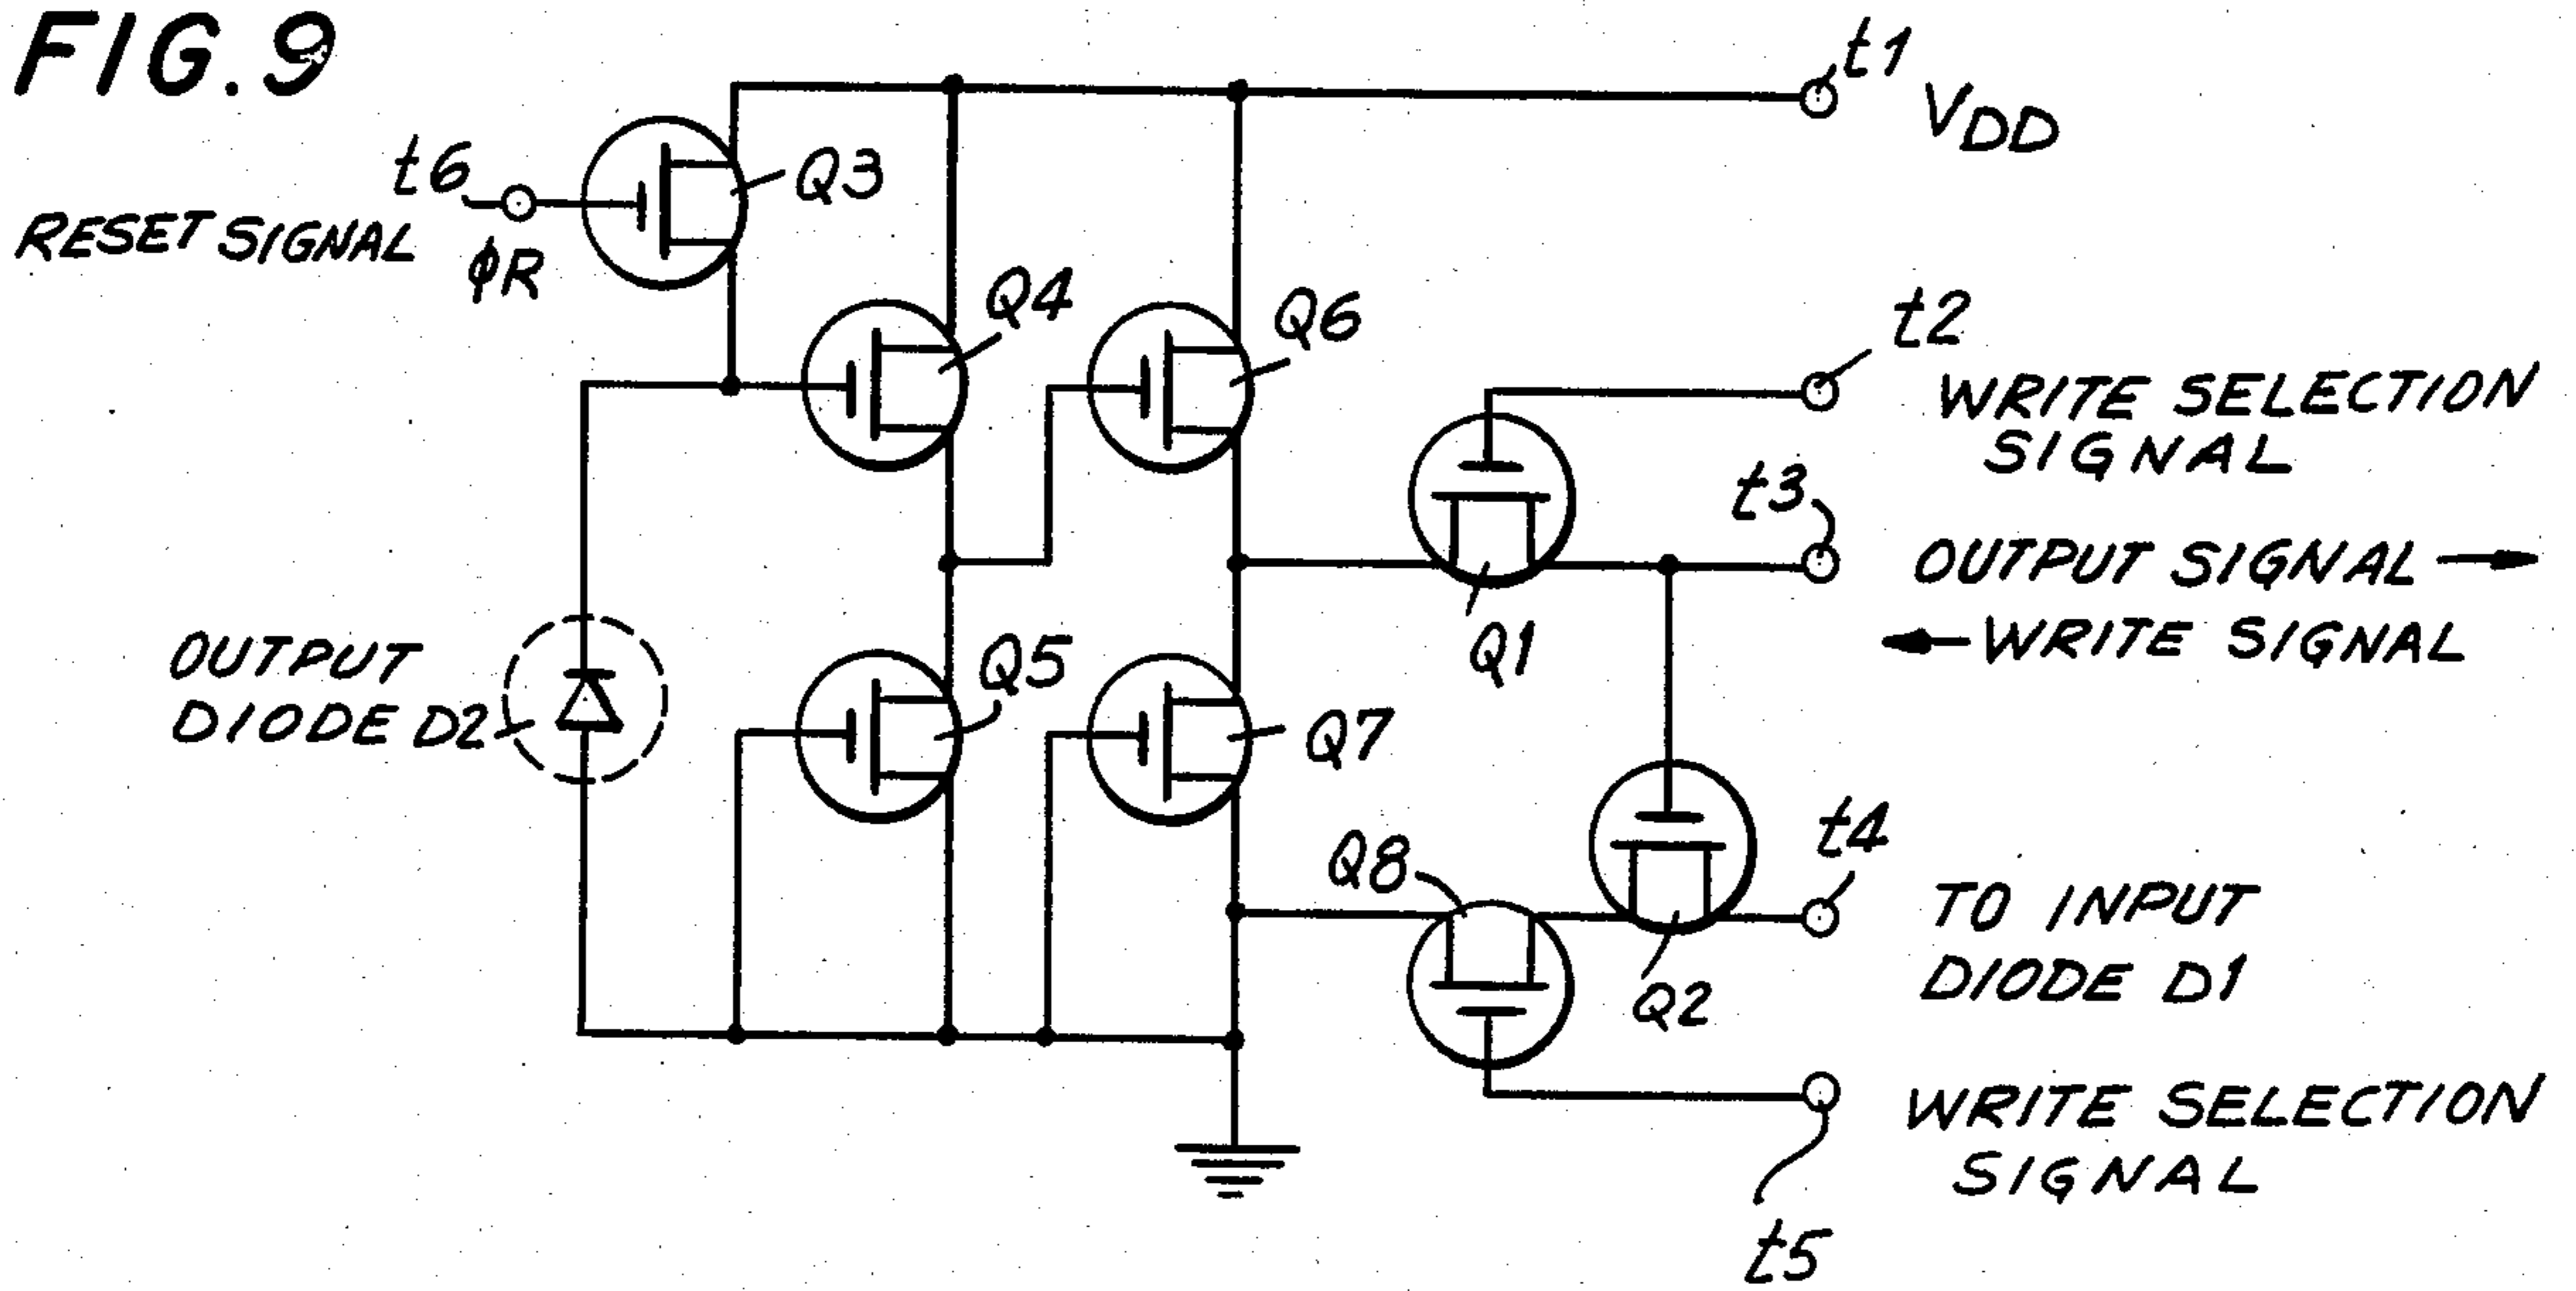 FIG.9
t1
VDD
t6
Q3
RESET SIGNAL
φR
Q4
Q6
t2
WRITE SELECTION
SIGNAL
t3
OUTPUT SIGNAL →
← WRITE SIGNAL
Q1
OUTPUT
DIODE D2
Q5
Q7
Q8
t4
TO INPUT
DIODE D1
Q2
WRITE SELECTION
SIGNAL
t5